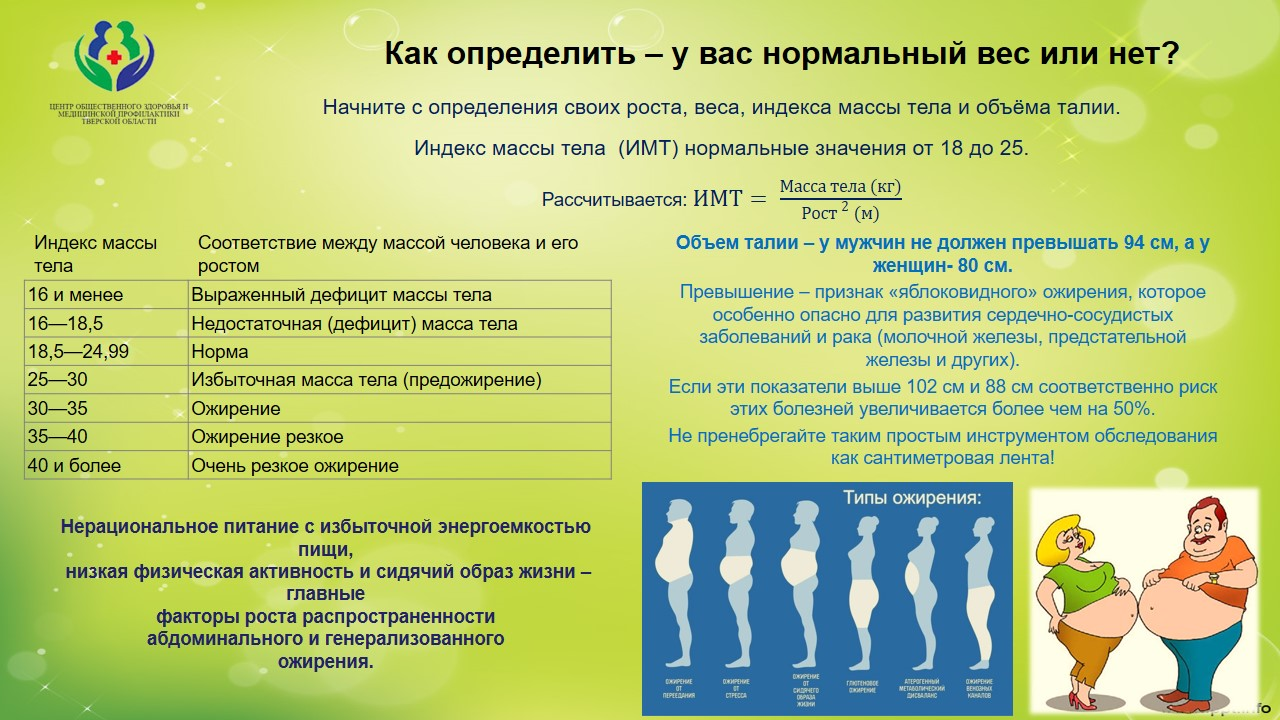 ЦЕНТР ОБЩЕСТВЕННОГО ЗДОРОВЬЯ И
МЕДИЦИНСКОЙ ПРОФИЛАКТИКИ
ТВЕРСКОЙ ОБЛАСТИ
Как определить – у вас нормальный вес или нет?
Начните с определения своих роста, веса, индекса массы тела и объёма талии.
Индекс массы тела (ИМТ) нормальные значения от 18 до 25.
Рассчитывается: ИМТ = Масса тела (кг)
Рост ² (м)
Индекс массы
тела
Соответствие между массой человека и его
ростом
16 и менее Выраженный дефицит массы тела
16—18,5 Недостаточная (дефицит) масса тела
18,5—24,99 Норма
25—30 Избыточная масса тела (предожирение)
30—35 Ожирение
35—40 Ожирение резкое
40 и более Очень резкое ожирение
Нерациональное питание с избыточной энергоемкостью
пищи,
низкая физическая активность и сидячий образ жизни –
главные
факторы роста распространенности
абдоминального и генерализованного
ожирения.
Объем талии – у мужчин не должен превышать 94 см, а у
женщин- 80 см.
Превышение – признак «яблоковидного» ожирения, которое
особенно опасно для развития сердечно-сосудистых
заболеваний и рака (молочной железы, предстательной
железы и других).
Если эти показатели выше 102 см и 88 см соответственно риск
этих болезней увеличивается более чем на 50%.
Не пренебрегайте таким простым инструментом обследования
как сантиметровая лента!
Типы ожирения:
ОЖИРЕНИЕ
ОТ
ПЕРЕЕДАНИЯ
ОЖИРЕНИЕ
ОТ
СТРЕССА
ОЖИРЕНИЕ
ОТ
СИДЯЧЕГО
ОБРАЗА
ЖИЗНИ
ГЛЮТЕНОВОЕ
ОЖИРЕНИЕ
АТЕРОГЕННЫЙ
МЕТАБОЛИЧЕСКИЙ
ДИСБАЛАНС
ОЖИРЕНИЕ
ВЕНОЗНЫХ
КАНАЛОВ